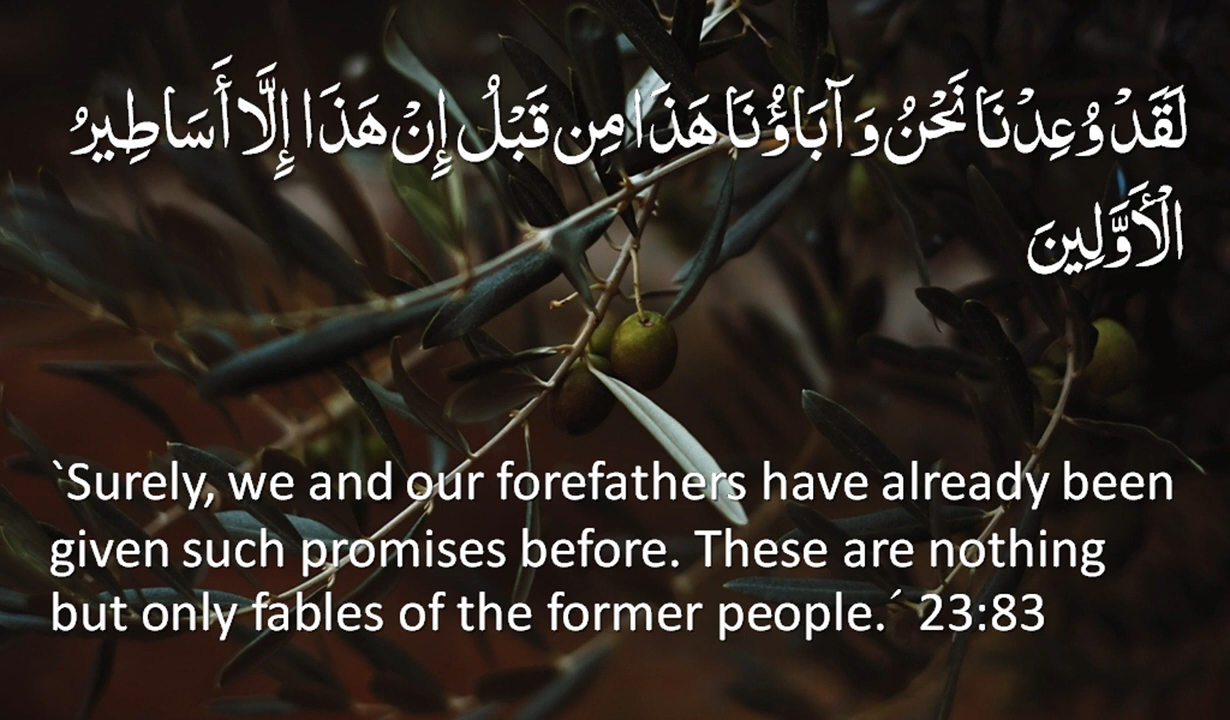 لَقَدْ وُعِدْنَا نَحْنُ وَآبَاؤُنَا هَذَا مِن قَبْلُ إِنْ هَذَا إِلَّا أَسَاطِيرُ
الْأَوَّلِينَ
`Surely, we and our forefathers have already been
given such promises before. These are nothing
but only fables of the former people.´ 23:83